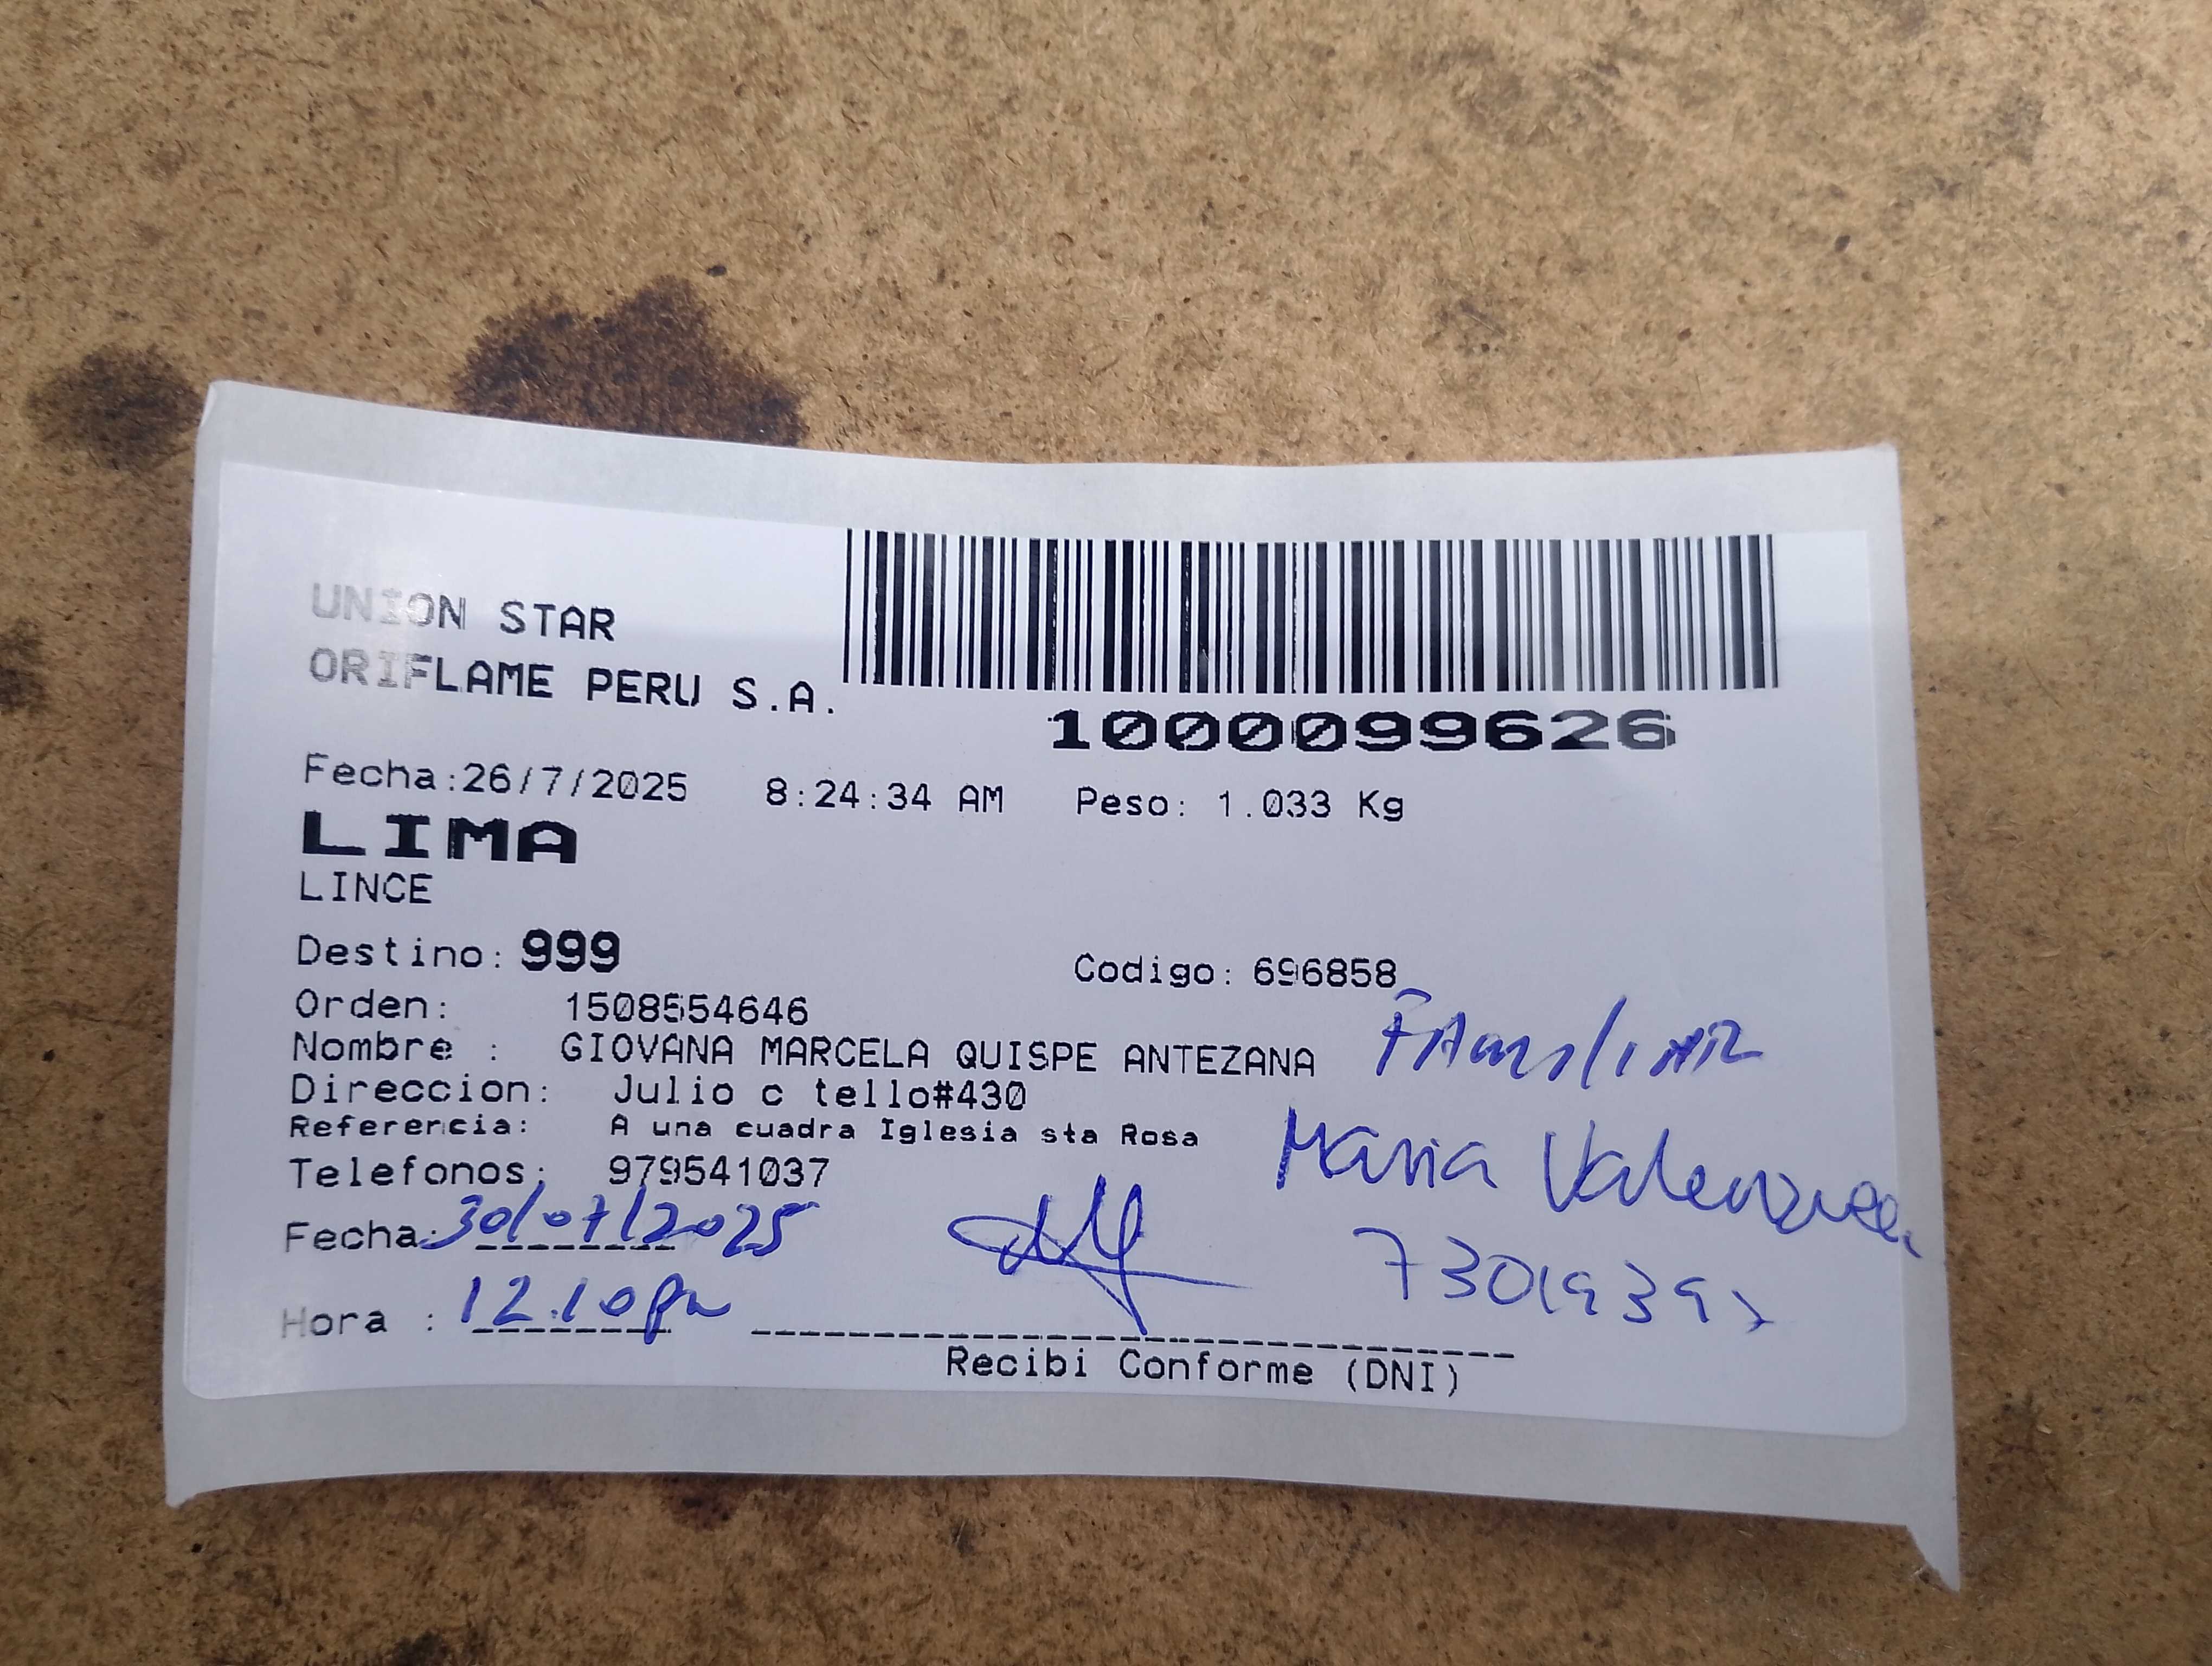 UNION STAR
ORIFLAME PERU S.A.
1000099626
Fecha:26/7/2025 8:24:34 AM Peso: 1.033 Kg
LIMA
LINCE
Destino: 999 Codigo: 696858
Orden: 1508554646
Nombre : GIOVANA MARCELA QUISPE ANTEZANA FAmiliAR
Direccion: Julio c tello#430
Referencia: A una cuadra Iglesia sta Rosa
Maria Valenzuela
Telefonos: 979541037
Fecha: 30/07/2025
Hora : 12.10pm
Recibi Conforme (DNI)